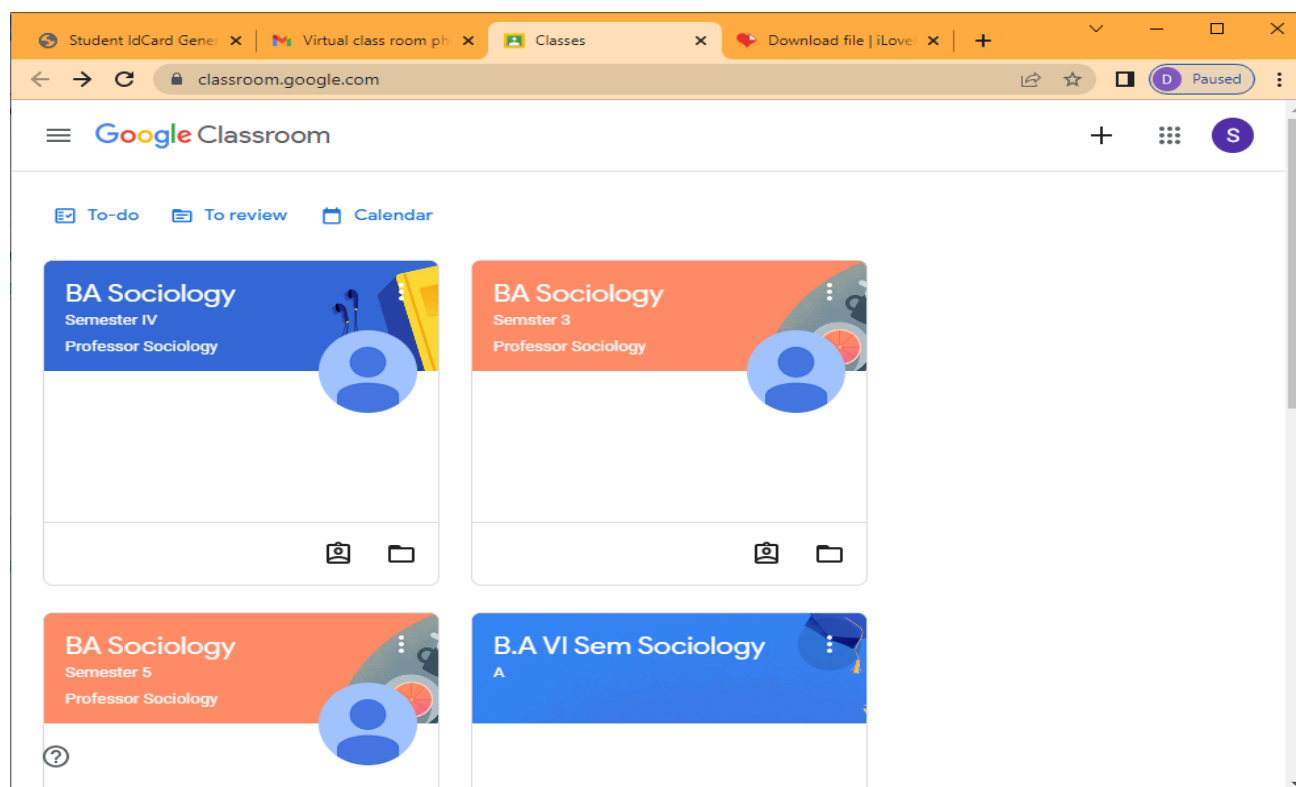 Student IdCard Gener
Virtual class room ph
Classes
Download file | iLove
classroom.google.com
D Paused
Google Classroom
S
To-do To review Calendar
BA Sociology
Semester IV
Professor Sociology
BA Sociology
Semster 3
Professor Sociology
BA Sociology
Semester 5
Professor Sociology
B.A VI Sem Sociology
A